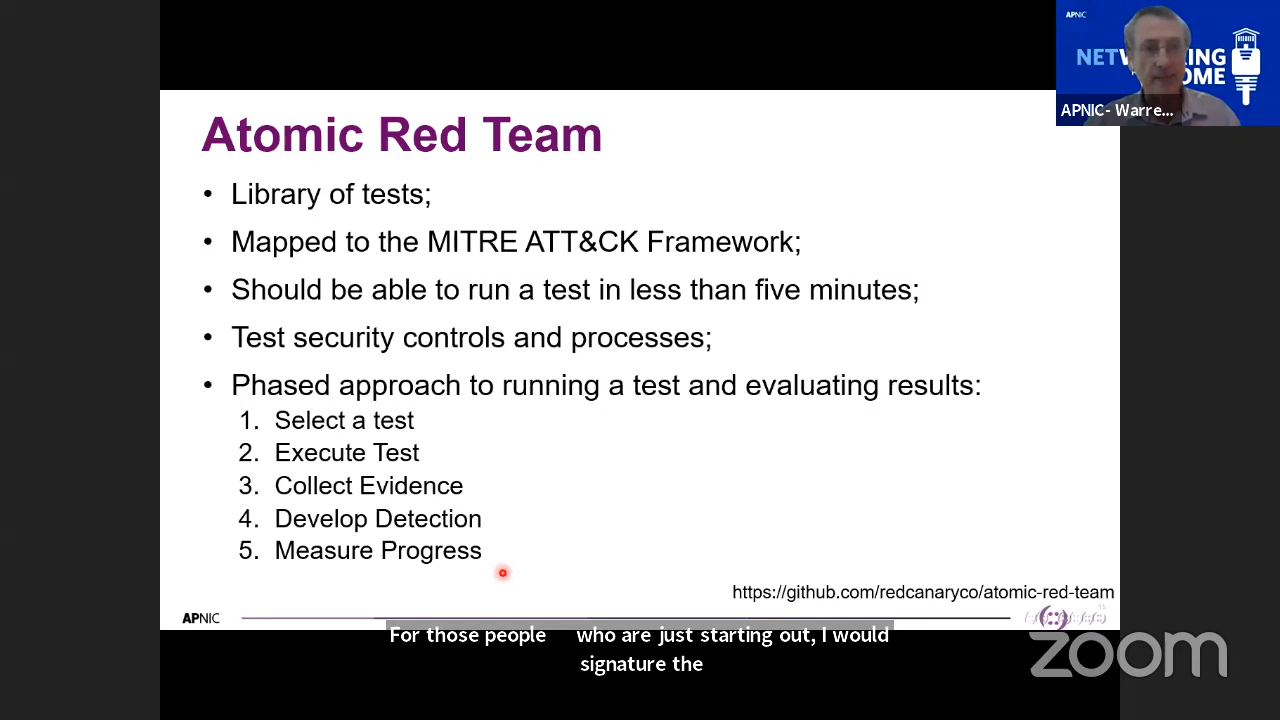 APNIC
NETW KING
OME
APNIC- Warre...
Atomic Red Team
• Library of tests;
• Mapped to the MITRE ATT&CK Framework;
• Should be able to run a test in less than five minutes;
• Test security controls and processes;
• Phased approach to running a test and evaluating results:
1. Select a test
2. Execute Test
3. Collect Evidence
4. Develop Detection
5. Measure Progress
https://github.com/redcanaryco/atomic-red-team
APNIC
15
For those people who are just starting out, I would
signature the
zoom